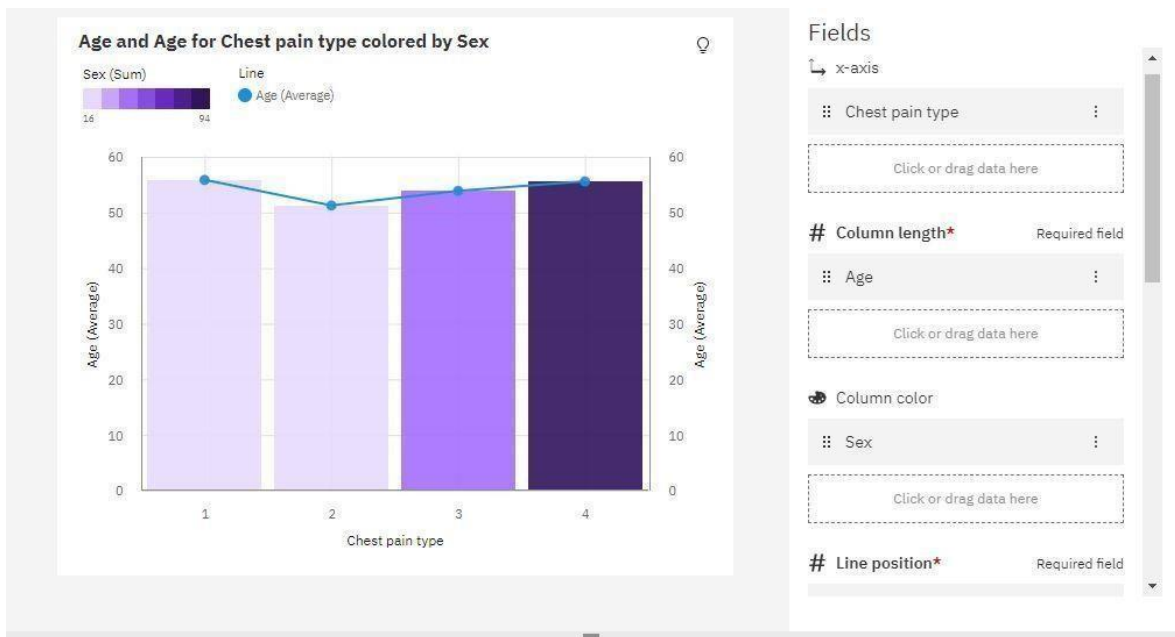 Age and Age for Chest pain type colored by Sex
Sex (Sum)
16 94
Line
Age (Average)
60
50
40
30
20
10
0
Age (Average)
60
50
40
30
20
10
0
Age (Average)
1 2 3 4
Chest pain type
Fields
x-axis
Chest pain type
Click or drag data here
# Column length* Required field
Age
Click or drag data here
Column color
Sex
Click or drag data here
# Line position* Required field